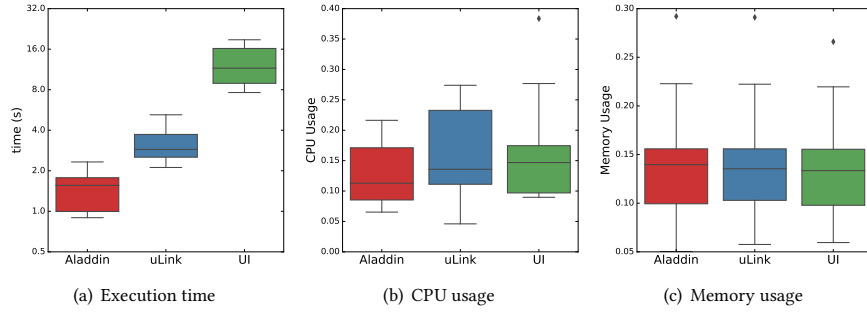 32.0
16.0
8.0
4.0
2.0
1.0
0.5
time (s)
Aladdin uLink UI
(a) Execution time
0.40
0.35
0.30
0.25
0.20
0.15
0.10
0.05
0.00
CPU Usage
Aladdin uLink UI
(b) CPU usage
0.30
0.25
0.20
0.15
0.10
0.05
Memory Usage
Aladdin uLink UI
(c) Memory usage